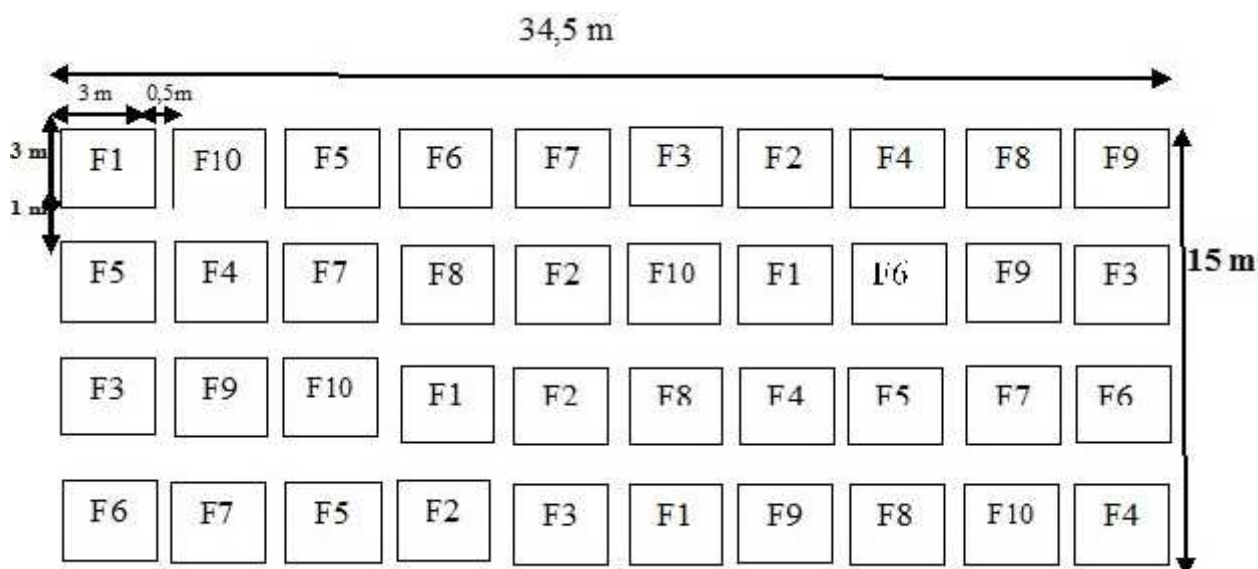 34,5 m
3 m 0,5m
3 m
F1 F10 F5 F6 F7 F3 F2 F4 F8 F9
1 m
F5 F4 F7 F8 F2 F10 F1 F6 F9 F3
15 m
F3 F9 F10 F1 F2 F8 F4 F5 F7 F6
F6 F7 F5 F2 F3 F1 F9 F8 F10 F4